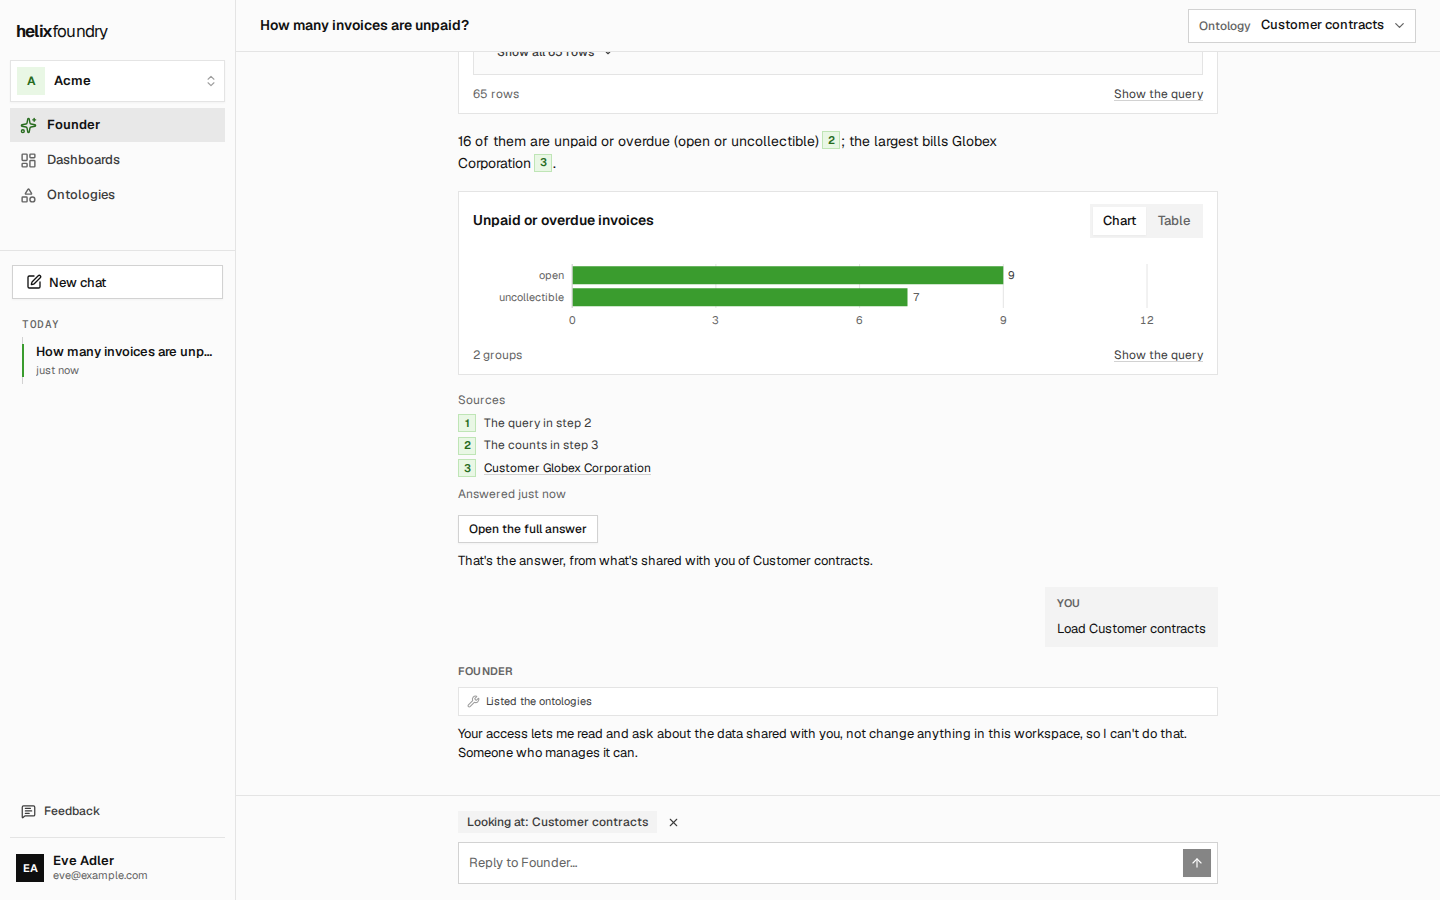 helixfoundry
How many invoices are unpaid?
Ontology Customer contracts
A Acme
Founder
Dashboards
Ontologies
New chat
TODAY
How many invoices are unp...
just now
Feedback
EA
Eve Adler
eve@example.com
Show all 65 rows
65 rows
Show the query
16 of them are unpaid or overdue (open or uncollectible) 2 ; the largest bills Globex
Corporation 3 .
Unpaid or overdue invoices
Chart Table
open 9
uncollectible 7
0 3 6 9 12
2 groups
Show the query
Sources
1 The query in step 2
2 The counts in step 3
3 Customer Globex Corporation
Answered just now
Open the full answer
That's the answer, from what's shared with you of Customer contracts.
YOU
Load Customer contracts
FOUNDER
Listed the ontologies
Your access lets me read and ask about the data shared with you, not change anything in this workspace, so I can't do that.
Someone who manages it can.
Looking at: Customer contracts
Reply to Founder...